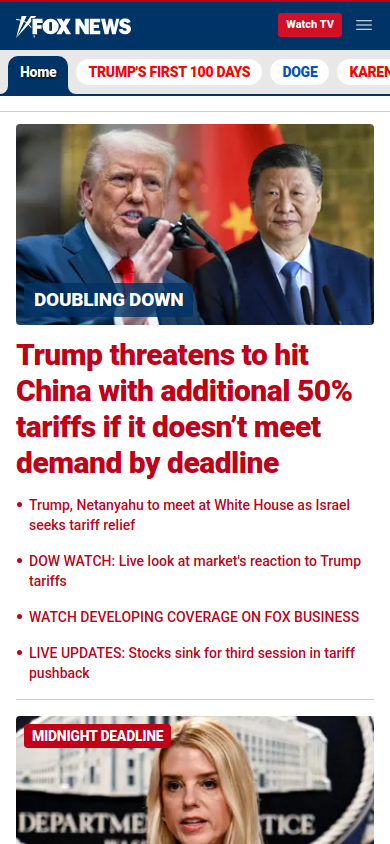 FOX NEWS
Watch TV
Home
TRUMP'S FIRST 100 DAYS
DOGE
KAREN
DOUBLING DOWN
Trump threatens to hit
China with additional 50%
tariffs if it doesn’t meet
demand by deadline
• Trump, Netanyahu to meet at White House as Israel
seeks tariff relief
• DOW WATCH: Live look at market's reaction to Trump
tariffs
• WATCH DEVELOPING COVERAGE ON FOX BUSINESS
• LIVE UPDATES: Stocks sink for third session in tariff
pushback
MIDNIGHT DEADLINE
DEPARTME
TICE